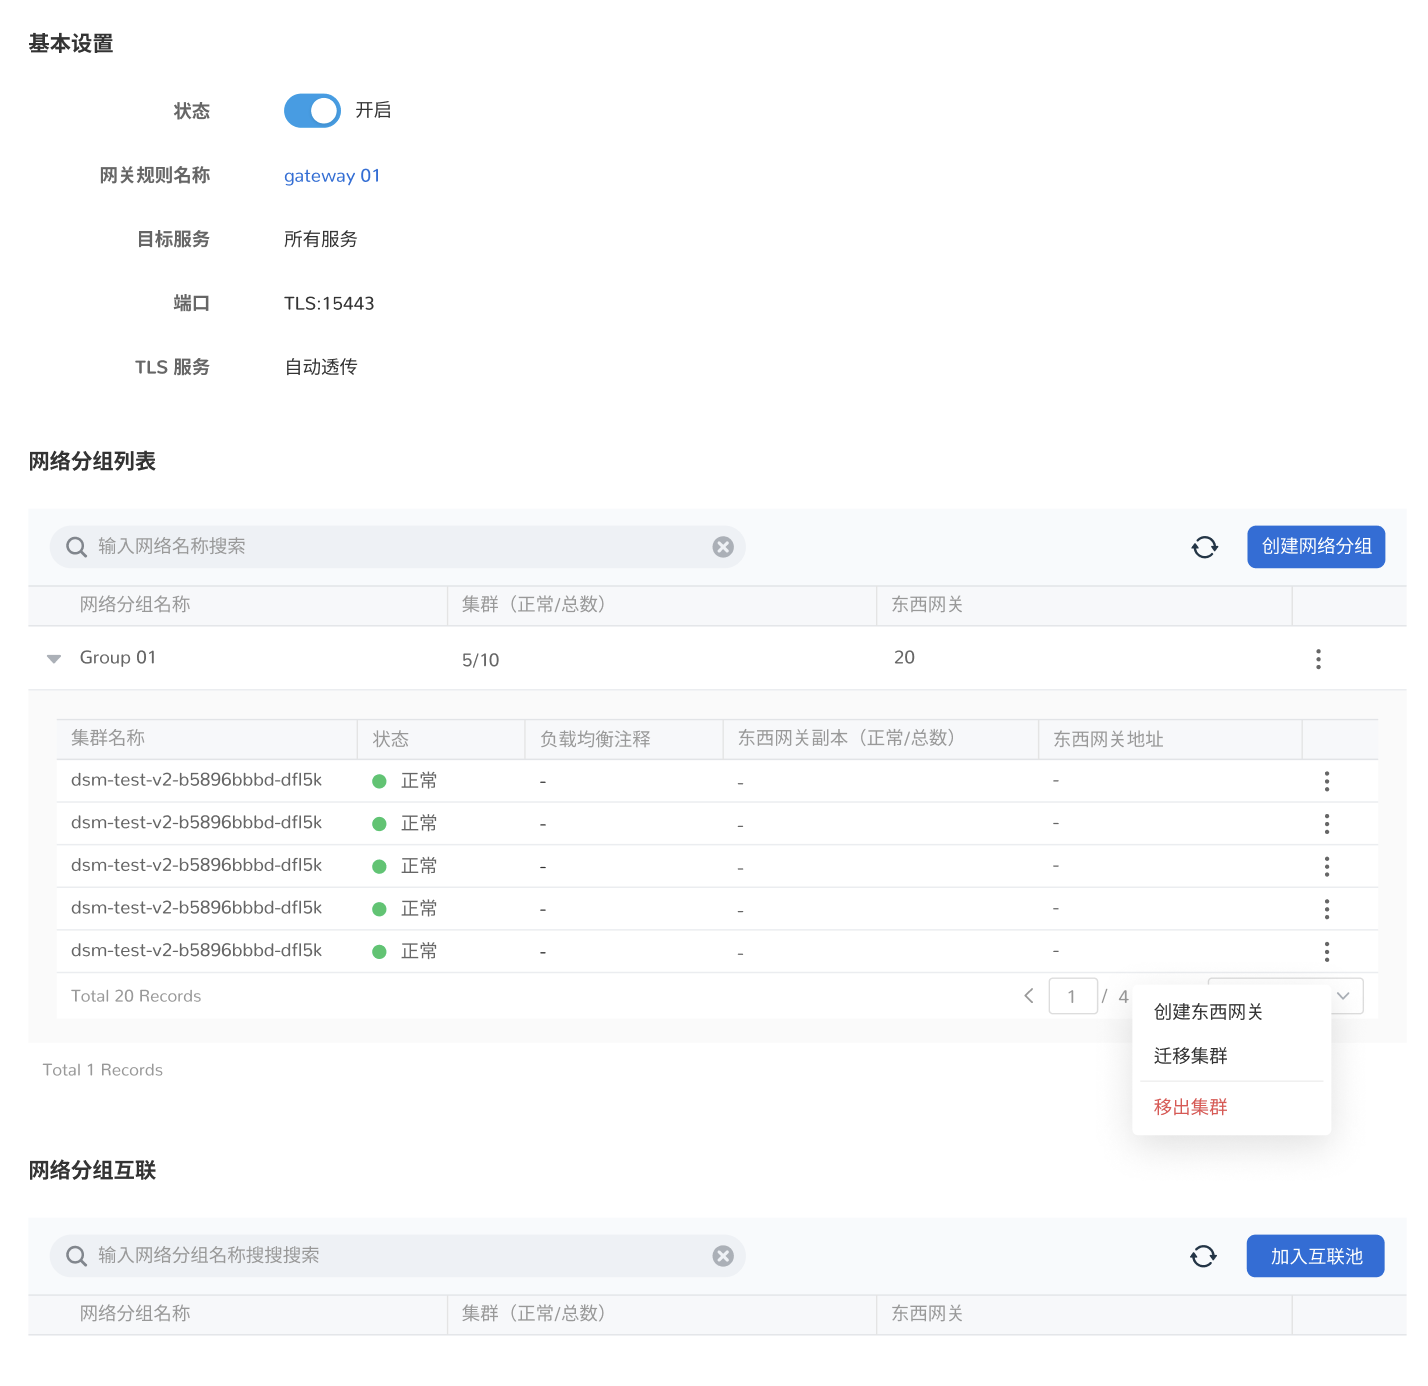 基本设置
状态 开启
网关规则名称 gateway 01
目标服务 所有服务
端口 TLS:15443
TLS 服务 自动透传
网络分组列表
输入网络名称搜索 创建网络分组
网络分组名称 集群（正常/总数） 东西网关
Group 01 5/10 20
集群名称 状态 负载均衡注释 东西网关副本（正常/总数） 东西网关地址
dsm-test-v2-b5896bbbd-dfl5k 正常 - - -
dsm-test-v2-b5896bbbd-dfl5k 正常 - - -
dsm-test-v2-b5896bbbd-dfl5k 正常 - - -
dsm-test-v2-b5896bbbd-dfl5k 正常 - - -
dsm-test-v2-b5896bbbd-dfl5k 正常 - - -
Total 20 Records 1 / 4
创建东西网关
迁移集群
移出集群
Total 1 Records
网络分组互联
输入网络分组名称搜搜搜索 加入互联池
网络分组名称 集群（正常/总数） 东西网关